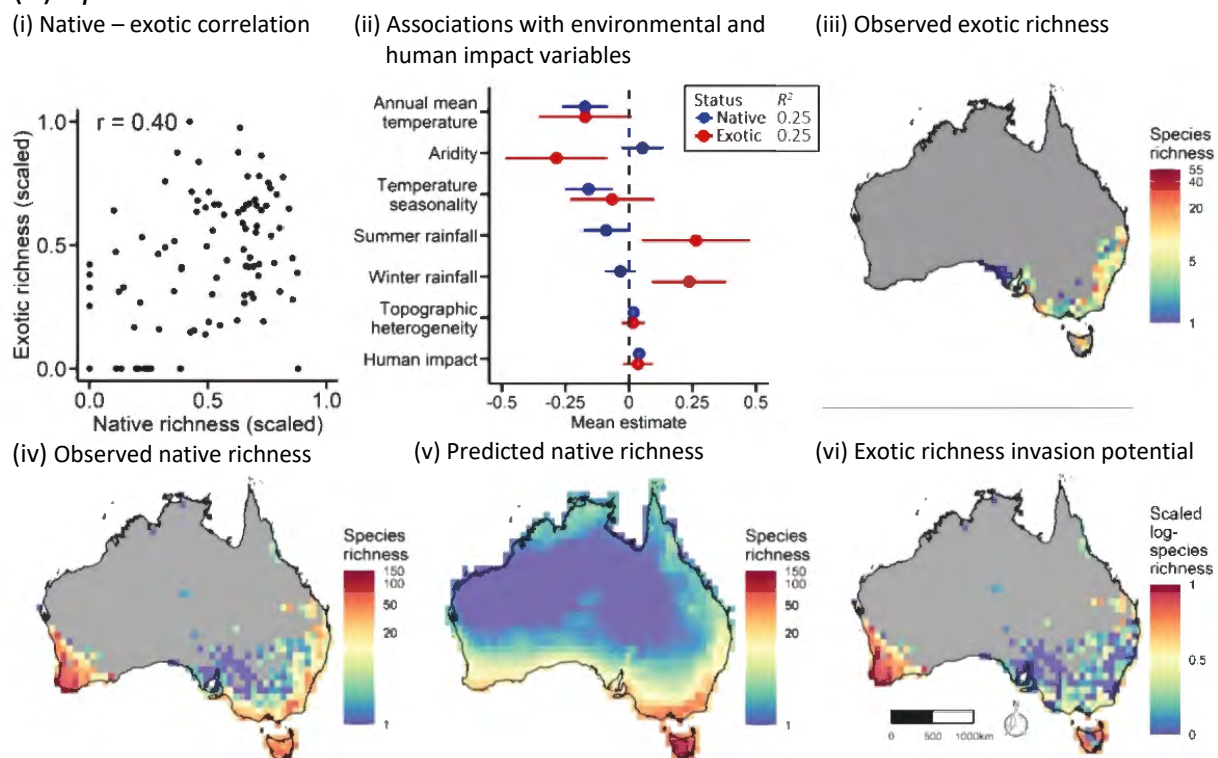 (i) Native – exotic correlation
r = 0.40
Exotic richness (scaled)
1.0
0.5
0.0
0.0 0.5 1.0
Native richness (scaled)
(ii) Associations with environmental and
human impact variables
Status R²
Native 0.25
Exotic 0.25
Annual mean
temperature
Aridity
Temperature
seasonality
Summer rainfall
Winter rainfall
Topographic
heterogeneity
Human impact
-0.5 -0.25 0 0.25 0.5
Mean estimate
(iii) Observed exotic richness
Species
richness
55
40
20
5
1
(iv) Observed native richness
Species
richness
150
100
50
20
1
(v) Predicted native richness
Species
richness
150
100
50
20
1
(vi) Exotic richness invasion potential
Scaled
log-
species
richness
1
0.5
0
N
0 500 1000km